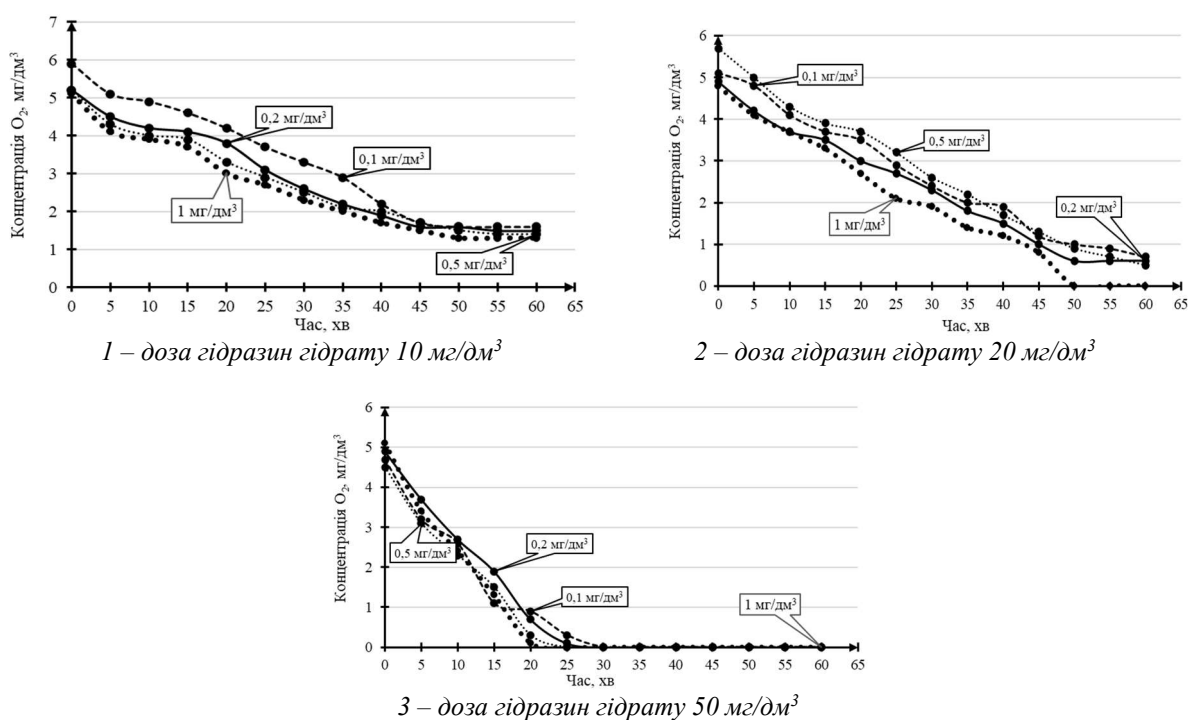 Концентрація O₂, мг/дм³
7
6
5
4
3
2
1
0
0 5 10 15 20 25 30 35 40 45 50 55 60 65
Час, хв
0,2 мг/дм³
0,1 мг/дм³
1 мг/дм³
0,5 мг/дм³
1 – доза гідразин гідрату 10 мг/дм³
Концентрація O₂, мг/дм³
6
5
4
3
2
1
0
0 5 10 15 20 25 30 35 40 45 50 55 60 65
Час, хв
0,1 мг/дм³
0,5 мг/дм³
0,2 мг/дм³
1 мг/дм³
2 – доза гідразин гідрату 20 мг/дм³
Концентрація O₂, мг/дм³
6
5
4
3
2
1
0
0 5 10 15 20 25 30 35 40 45 50 55 60 65
Час, хв
0,5 мг/дм³
0,2 мг/дм³
0,1 мг/дм³
1 мг/дм³
3 – доза гідразин гідрату 50 мг/дм³